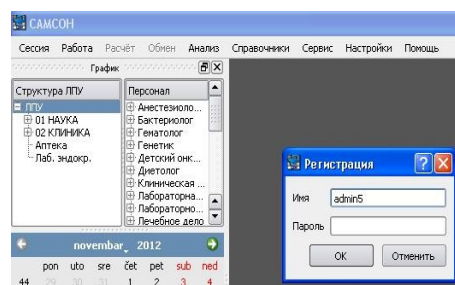 САМСОН
Сессия Работа Расчёт Обмен Анализ Справочники Сервис Настройки Помощь
График
Структура ЛПУ
ЛПУ
01 НАУКА
02 КЛИНИКА
Аптека
Лаб. эндокр.
Персонал
Анестезиоло...
Бактериолог
Гематолог
Генетик
Детский онк...
Диетолог
Клиническая ...
Лабораторна...
Лабораторно...
Лечебное дело
novembar, 2012
pon uto sre čet pet sub ned
44 29 30 31 1 2 3 4
Регистрация
Имя admin5
Пароль
OK Отменить